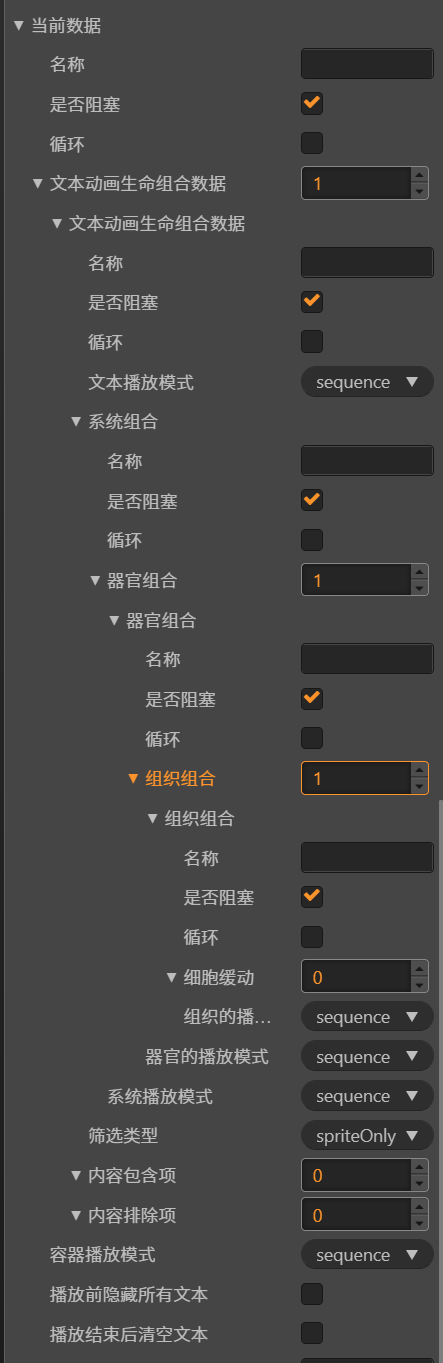 当前数据
名称
是否阻塞
循环
文本动画生命组合数据 1
文本动画生命组合数据
名称
是否阻塞
循环
文本播放模式 sequence
系统组合
名称
是否阻塞
循环
器官组合 1
器官组合
名称
是否阻塞
循环
组织组合 1
组织组合
名称
是否阻塞
循环
细胞缓动 0
组织的播... sequence
器官的播放模式 sequence
系统播放模式 sequence
筛选类型 spriteOnly
内容包含项 0
内容排除项 0
容器播放模式 sequence
播放前隐藏所有文本
播放结束后清空文本